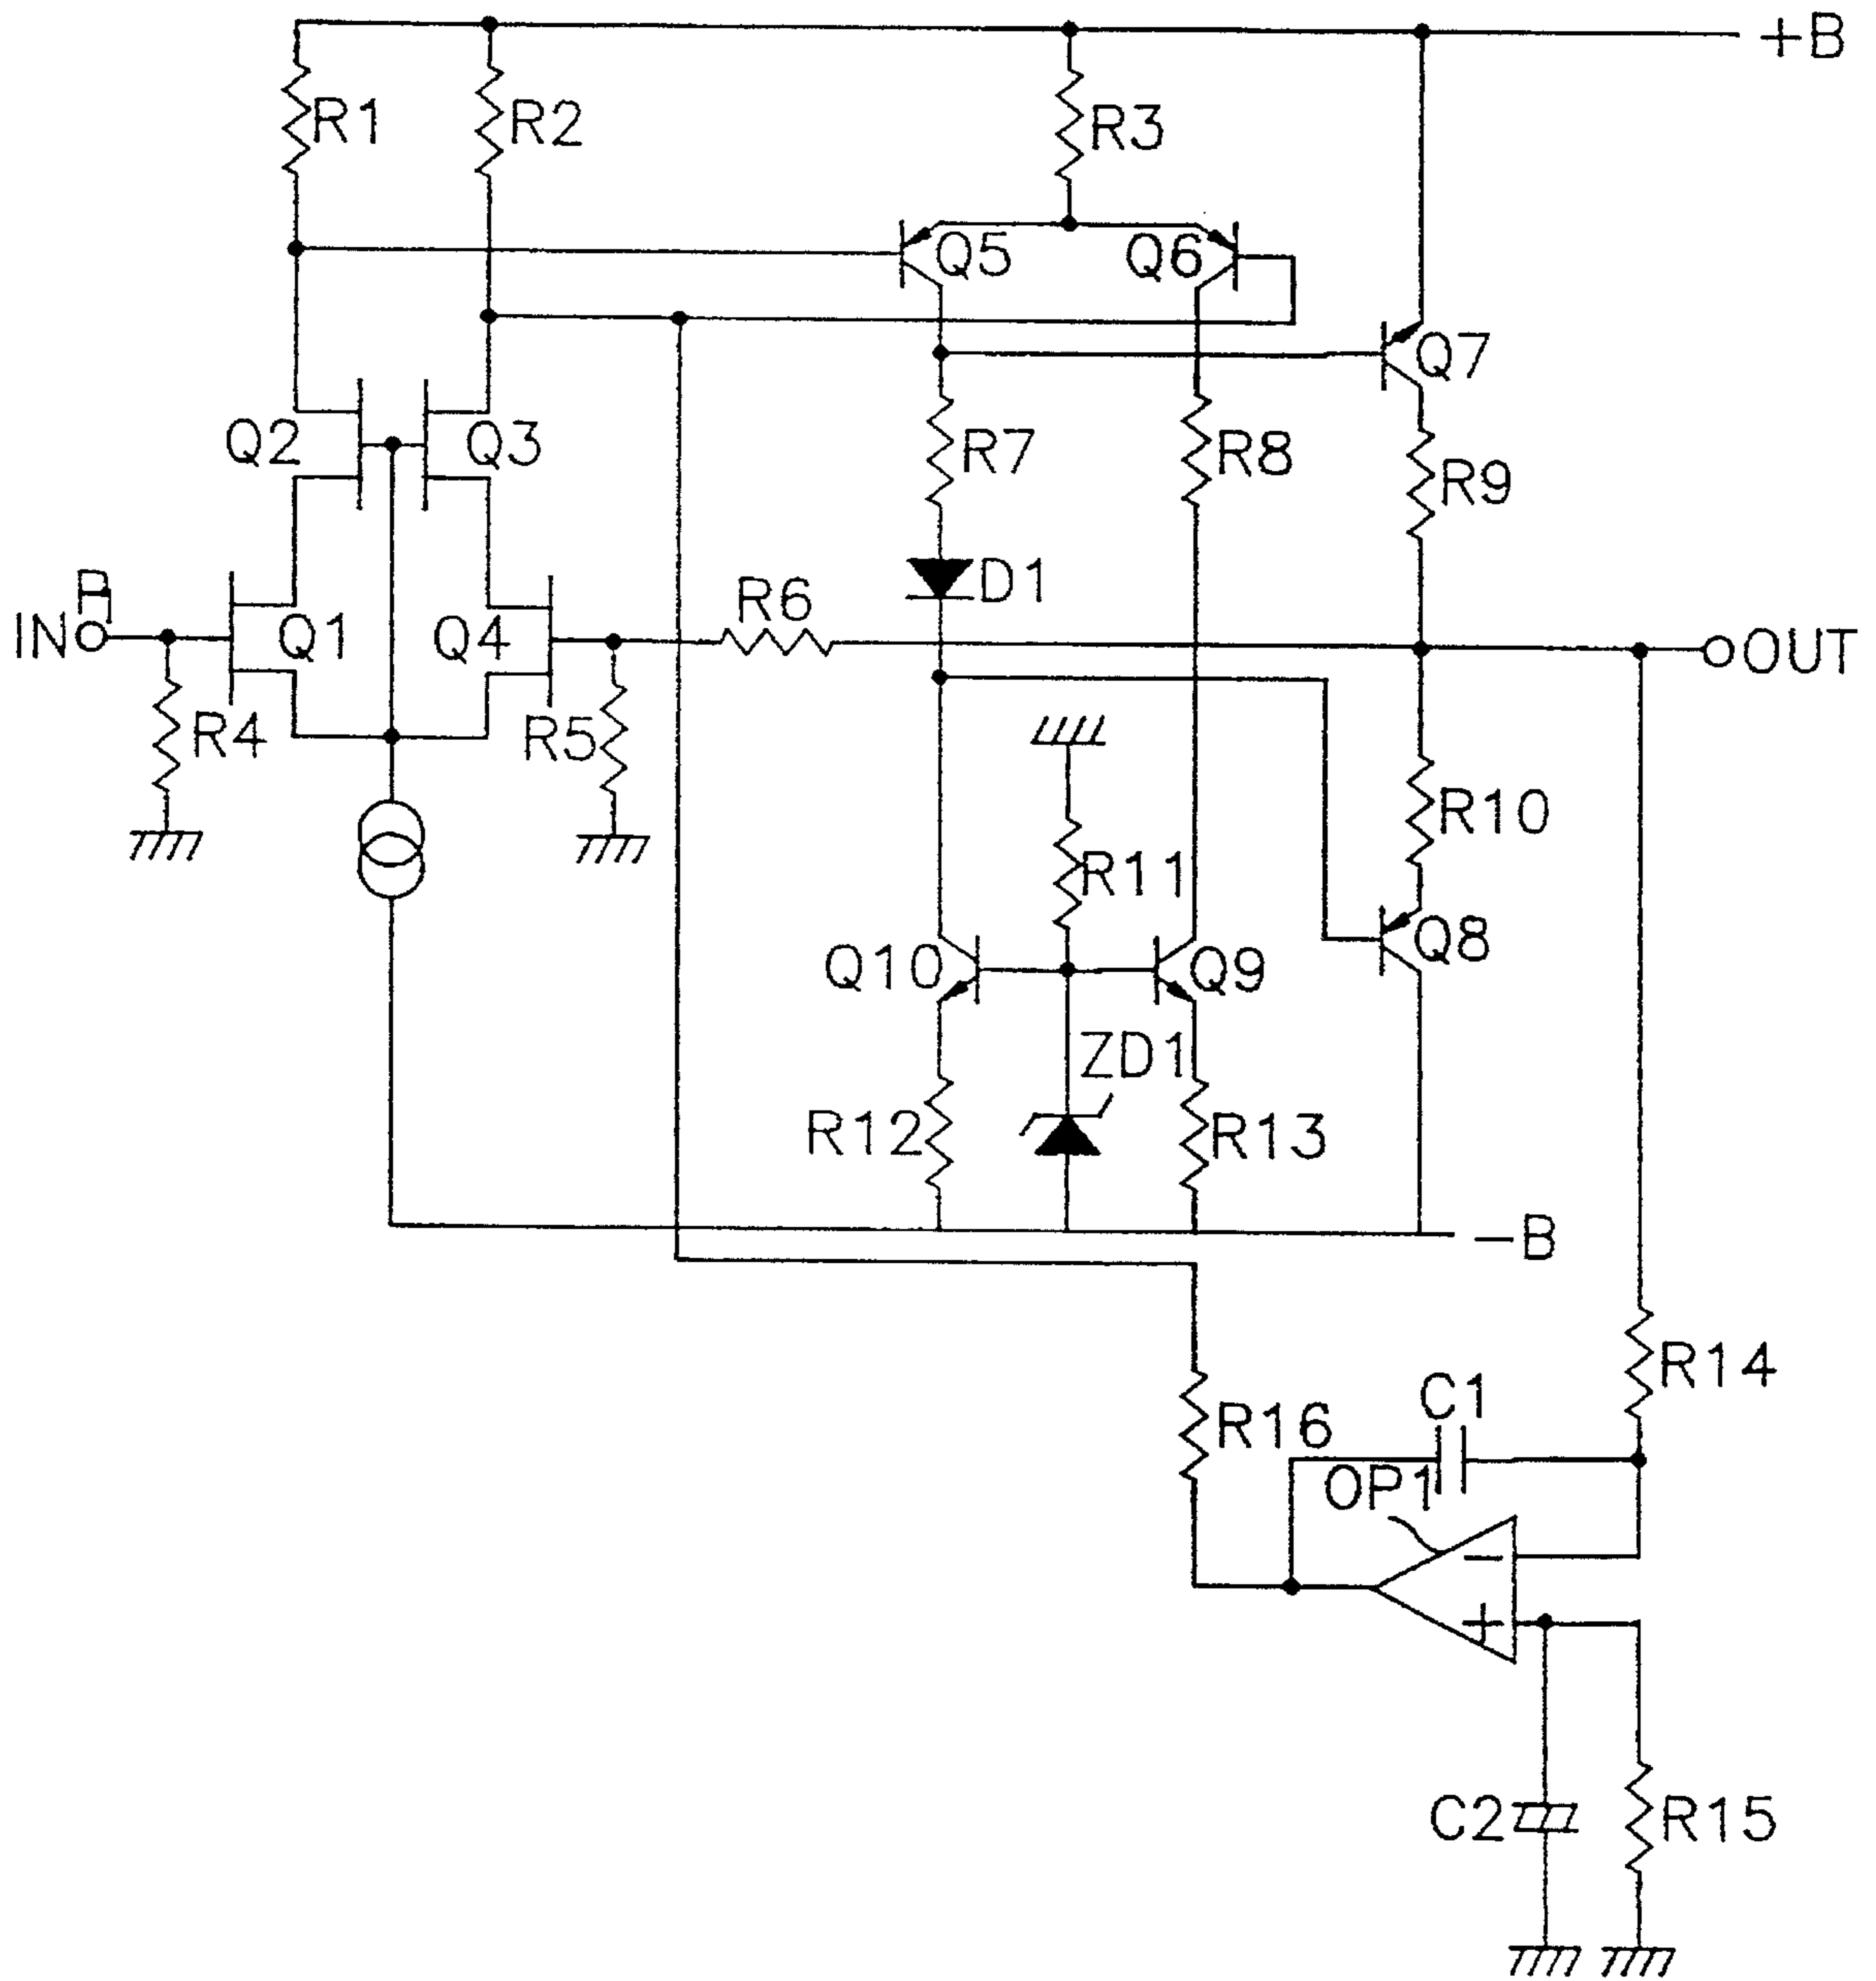 +B
R1
R2
R3
Q5
Q6
Q7
Q2
Q3
R7
R8
R9
P1
IN
Q1
Q4
R6
D1
OUT
R4
R5
R10
R11
Q10
Q9
Q8
ZD1
R12
R13
-B
R14
C1
R16
OP1
−
+
C2
R15